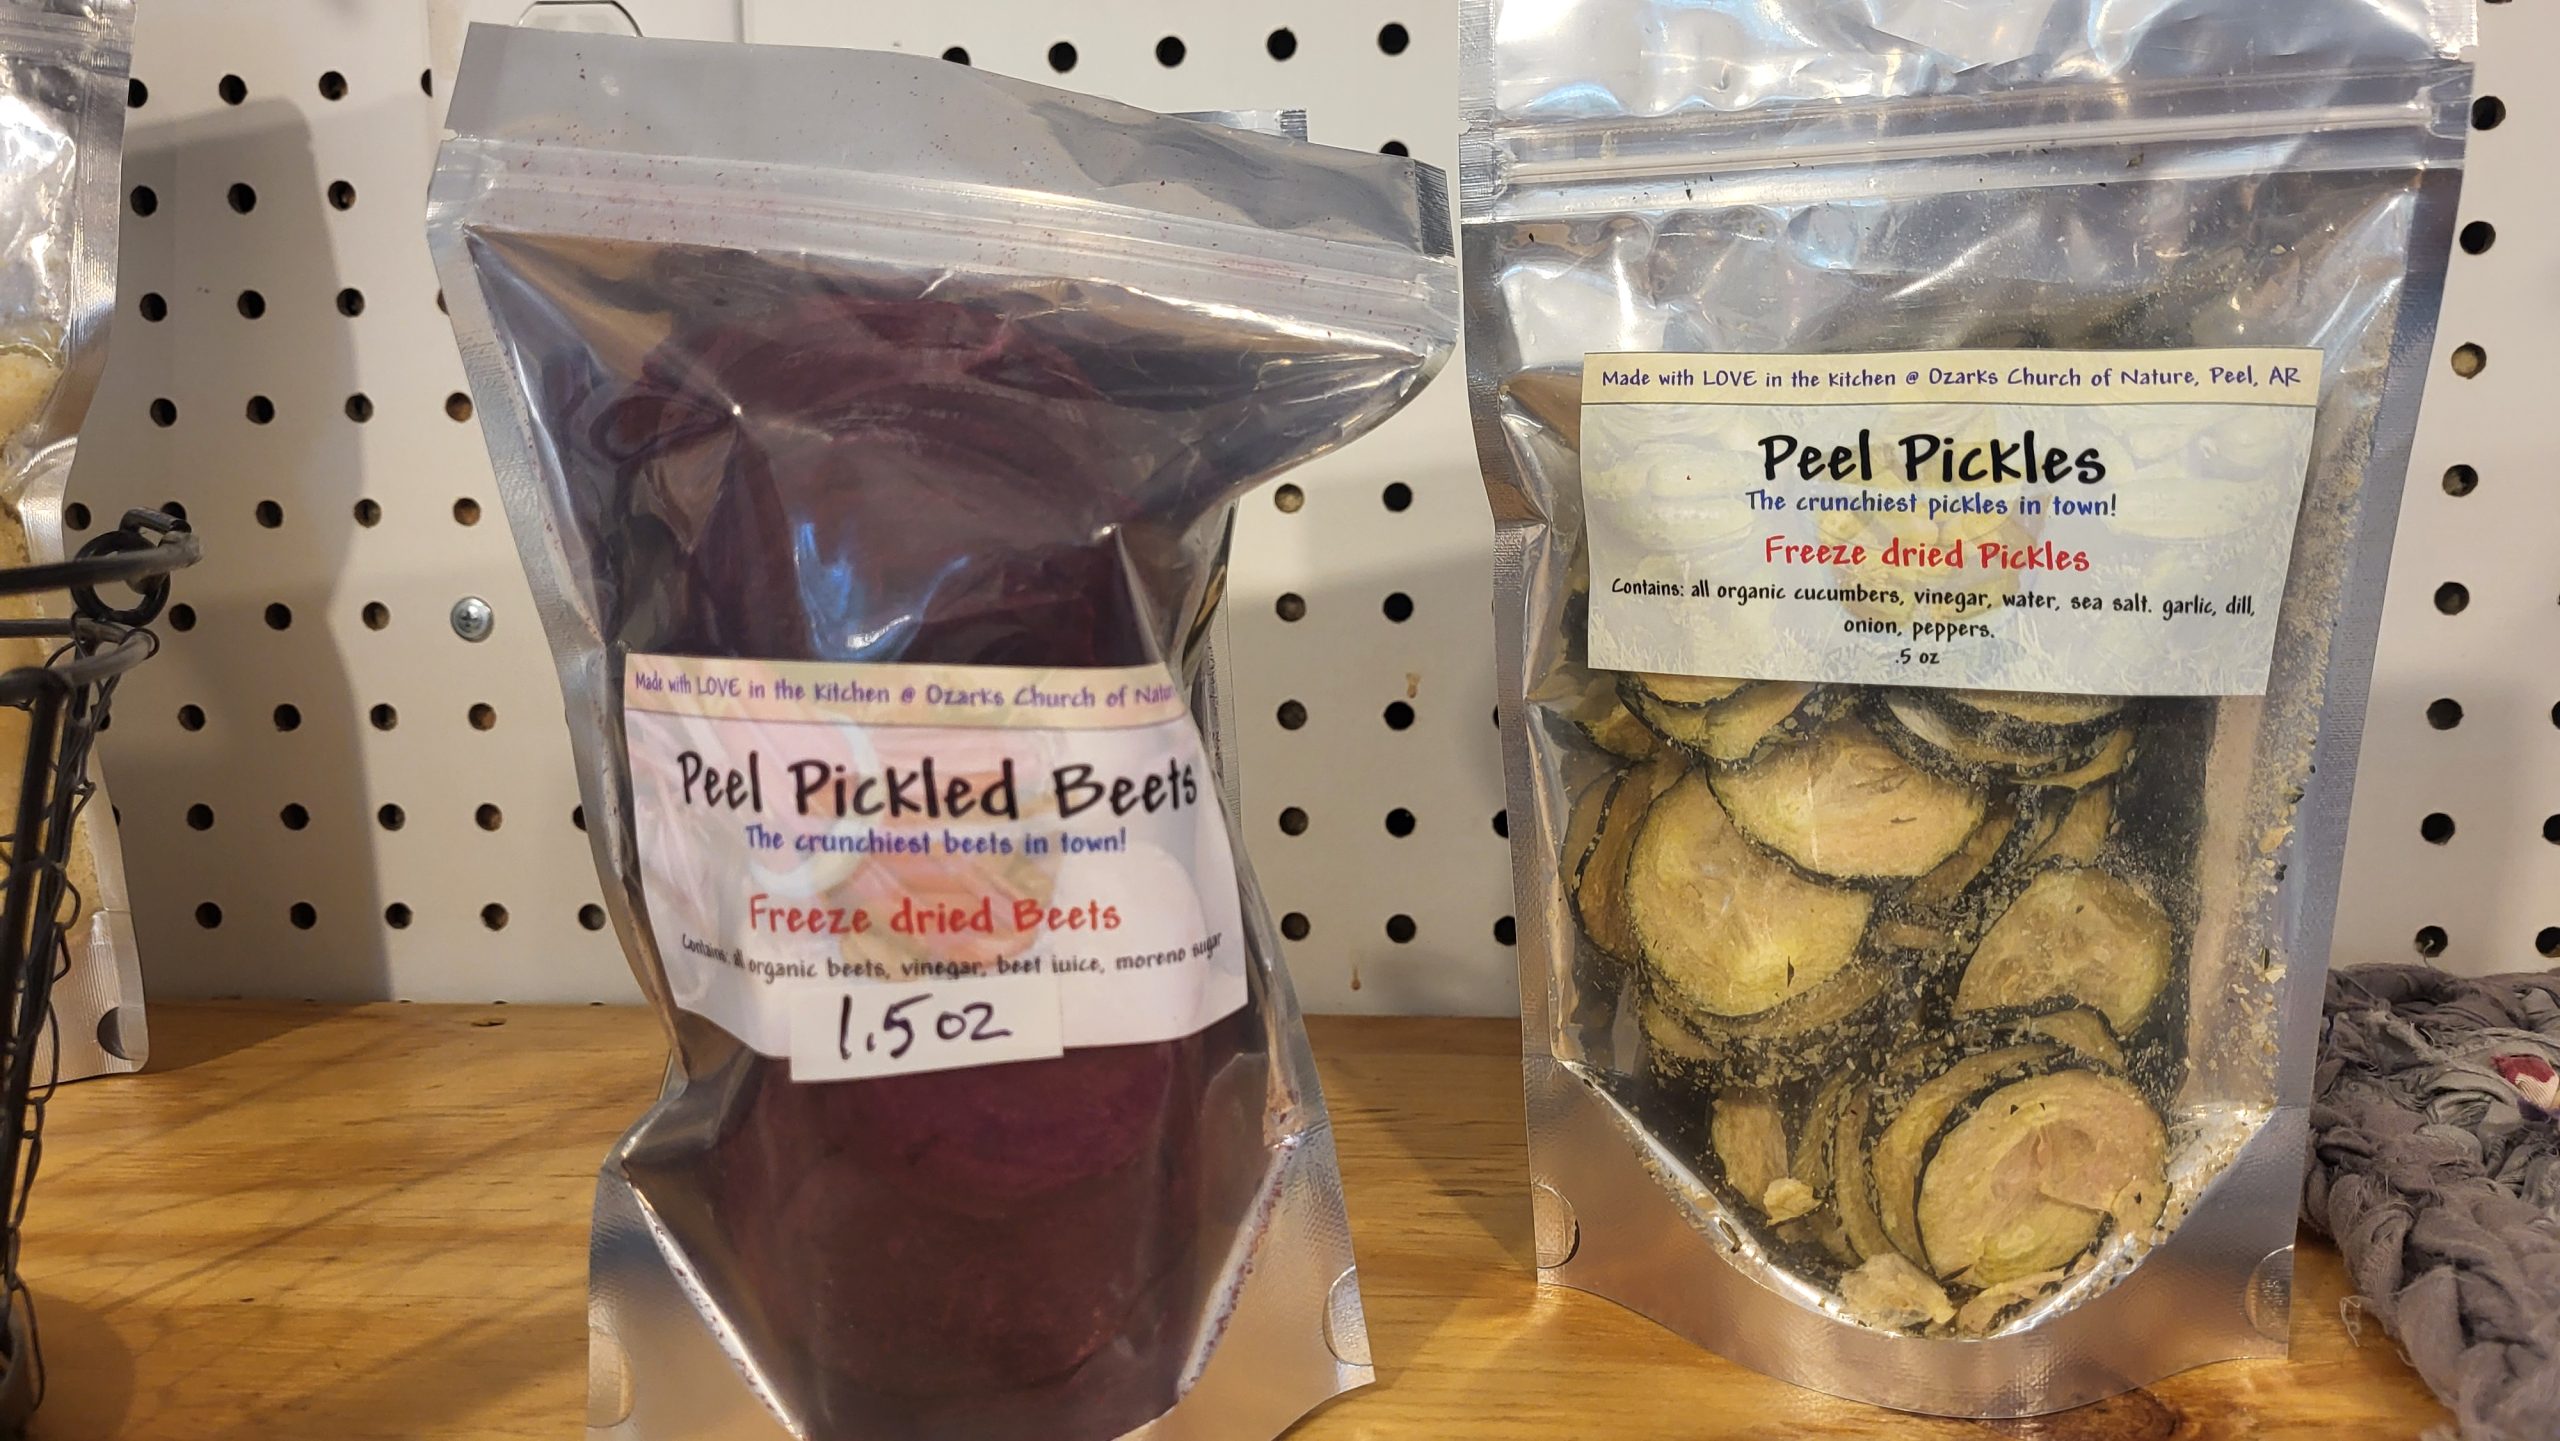 Made with LOVE in the kitchen @ Ozarks Church of Natu
Peel Pickled Beets
The crunchiest beets in town!
Freeze dried Beets
Contains: all organic beets, vinegar, beet juice, moreno sugar
1.5 oz
Made with LOVE in the kitchen @ Ozarks Church of Nature, Peel, AR
Peel Pickles
The crunchiest pickles in town!
Freeze dried Pickles
Contains: all organic cucumbers, vinegar, water, sea salt. garlic, dill,
onion, peppers.
.5 oz